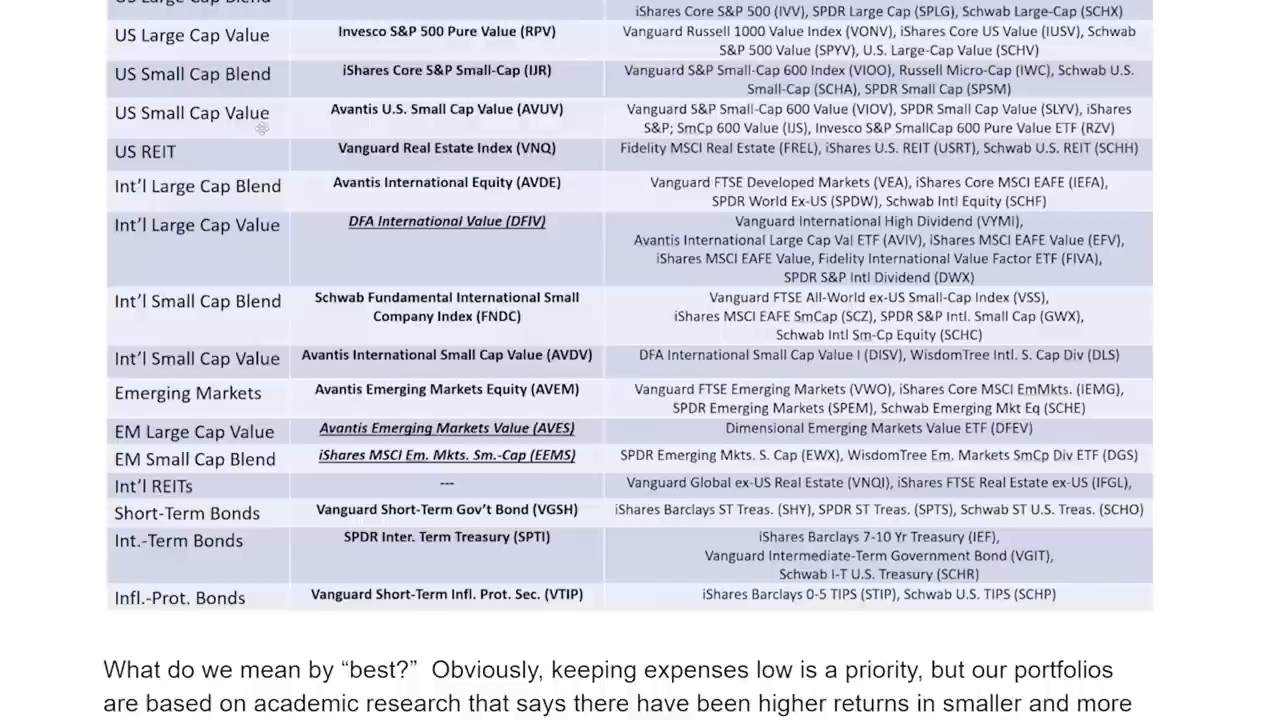 US Large Cap Blend
iShares Core S&P 500 (IVV), SPDR Large Cap (SPLG), Schwab Large-Cap (SCHX)
US Large Cap Value
Invesco S&P 500 Pure Value (RPV)
Vanguard Russell 1000 Value Index (VONV), iShares Core US Value (IUSV), Schwab
S&P 500 Value (SPYV), U.S. Large-Cap Value (SCHV)
US Small Cap Blend
iShares Core S&P Small-Cap (IJR)
Vanguard S&P Small-Cap 600 Index (VIOO), Russell Micro-Cap (IWC), Schwab U.S.
Small-Cap (SCHA), SPDR Small Cap (SPSM)
US Small Cap Value
Avantis U.S. Small Cap Value (AVUV)
Vanguard S&P Small-Cap 600 Value (VIOV), SPDR Small Cap Value (SLYV), iShares
S&P; SmCp 600 Value (IJS), Invesco S&P SmallCap 600 Pure Value ETF (RZV)
US REIT
Vanguard Real Estate Index (VNQ)
Fidelity MSCI Real Estate (FREL), iShares U.S. REIT (USRT), Schwab U.S. REIT (SCHH)
Int'l Large Cap Blend
Avantis International Equity (AVDE)
Vanguard FTSE Developed Markets (VEA), iShares Core MSCI EAFE (IEFA),
SPDR World Ex-US (SPDW), Schwab Intl Equity (SCHF)
Int'l Large Cap Value
DFA International Value (DFIV)
Vanguard International High Dividend (VYMI),
Avantis International Large Cap Val ETF (AVIV), iShares MSCI EAFE Value (EFV),
iShares MSCI EAFE Value, Fidelity International Value Factor ETF (FIVA),
SPDR S&P Intl Dividend (DWX)
Int'l Small Cap Blend
Schwab Fundamental International Small
Company Index (FNDC)
Vanguard FTSE All-World ex-US Small-Cap Index (VSS),
iShares MSCI EAFE SmCap (SCZ), SPDR S&P Intl. Small Cap (GWX),
Schwab Intl Sm-Cp Equity (SCHC)
Int'l Small Cap Value
Avantis International Small Cap Value (AVDV)
DFA International Small Cap Value I (DISV), WisdomTree Intl. S. Cap Div (DLS)
Emerging Markets
Avantis Emerging Markets Equity (AVEM)
Vanguard FTSE Emerging Markets (VWO), iShares Core MSCI EmMkts. (IEMG),
SPDR Emerging Markets (SPEM), Schwab Emerging Mkt Eq (SCHE)
EM Large Cap Value
Avantis Emerging Markets Value (AVES)
Dimensional Emerging Markets Value ETF (DFEV)
EM Small Cap Blend
iShares MSCI Em. Mkts. Sm.-Cap (EEMS)
SPDR Emerging Mkts. S. Cap (EWX), WisdomTree Em. Markets SmCp Div ETF (DGS)
Int'l REITs
---
Vanguard Global ex-US Real Estate (VNQI), iShares FTSE Real Estate ex-US (IFGL),
Short-Term Bonds
Vanguard Short-Term Gov't Bond (VGSH)
iShares Barclays ST Treas. (SHY), SPDR ST Treas. (SPTS), Schwab ST U.S. Treas. (SCHO)
Int.-Term Bonds
SPDR Inter. Term Treasury (SPTI)
iShares Barclays 7-10 Yr Treasury (IEF),
Vanguard Intermediate-Term Government Bond (VGIT),
Schwab I-T U.S. Treasury (SCHR)
Infl.-Prot. Bonds
Vanguard Short-Term Infl. Prot. Sec. (VTIP)
iShares Barclays 0-5 TIPS (STIP), Schwab U.S. TIPS (SCHP)
What do we mean by “best?” Obviously, keeping expenses low is a priority, but our portfolios
are based on academic research that says there have been higher returns in smaller and more